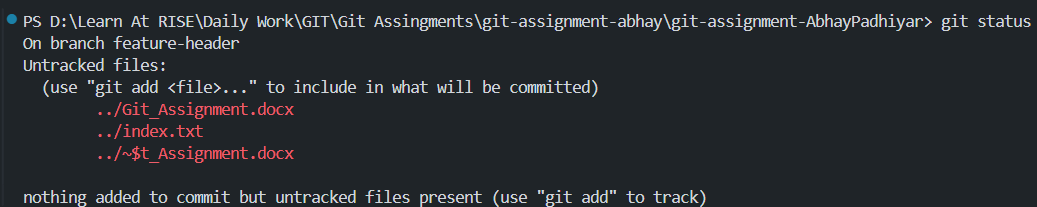 PS D:\Learn At RISE\Daily Work\GIT\Git Assingments\git-assignment-abhay\git-assignment-AbhayPadhiyar> git status
On branch feature-header
Untracked files:
  (use "git add <file>..." to include in what will be committed)
        ../Git_Assignment.docx
        ../index.txt
        ../~$t_Assignment.docx

nothing added to commit but untracked files present (use "git add" to track)